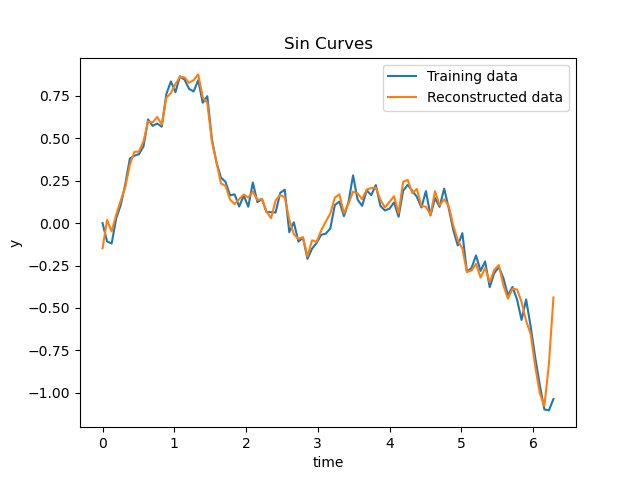 Sin Curves
Training data
Reconstructed data
y
0.75
0.50
0.25
0.00
−0.25
−0.50
−0.75
−1.00
0 1 2 3 4 5 6
time